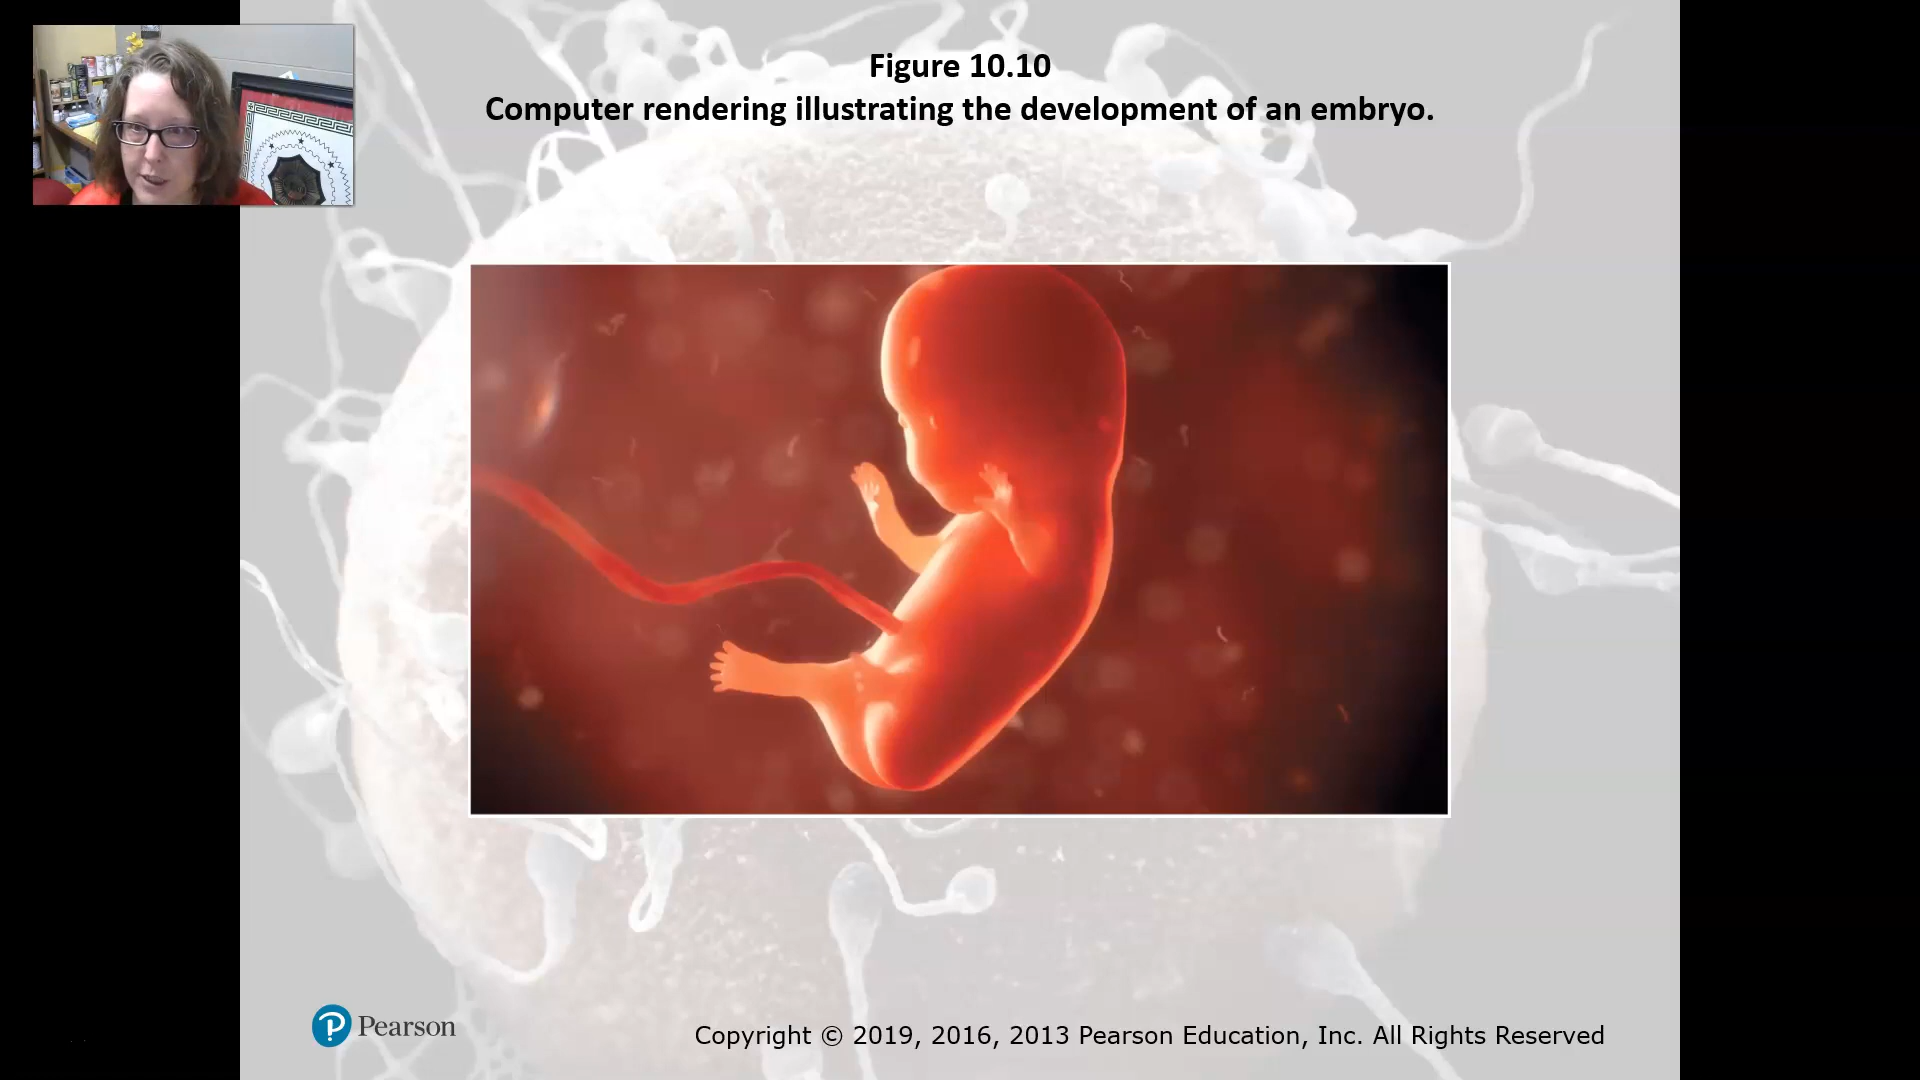 Figure 10.10
Computer rendering illustrating the development of an embryo.
Pearson
Copyright © 2019, 2016, 2013 Pearson Education, Inc. All Rights Reserved